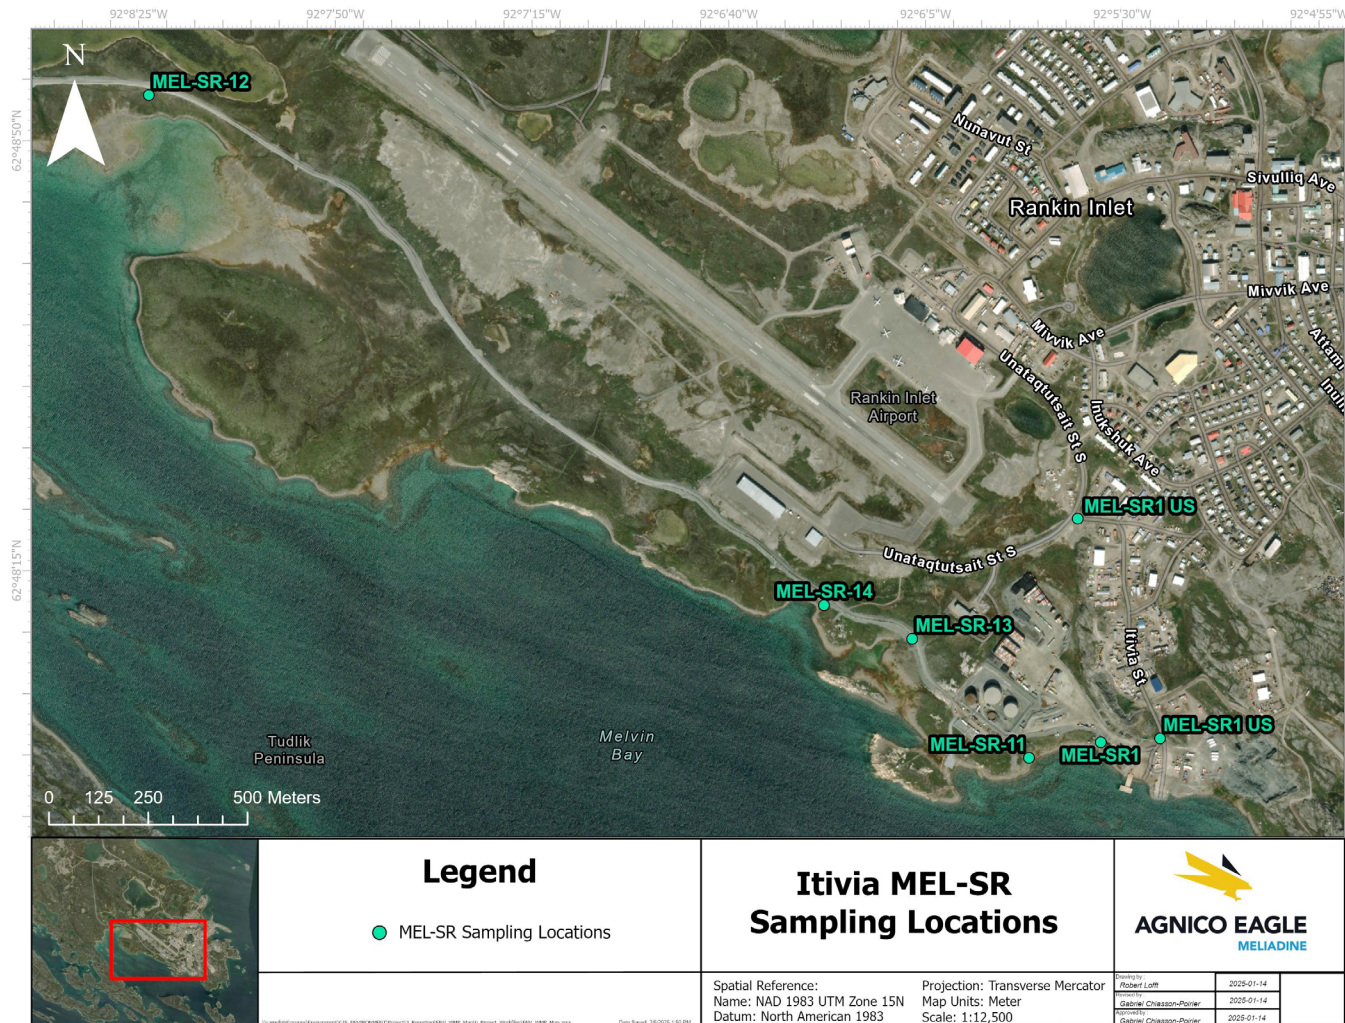 92°8'25"W
92°7'50"W
92°7'15"W
92°6'40"W
92°6'5"W
92°5'30"W
92°4'55"W
62°48'50"N
62°48'15"N
N
MEL-SR-12
Nunavut St
Sivulliq Ave
Rankin Inlet
Mivvik Ave
Mivvik Ave
Unataqtutsait St S
Inukshuk Ave
Rankin Inlet
Airport
MEL-SR1 US
Unataqtutsait St S
MEL-SR-14
MEL-SR-13
Itivia St
MEL-SR1 US
MEL-SR-11
MEL-SR1
Melvin
Bay
Tudlik
Peninsula
0 125 250 500 Meters
Legend
MEL-SR Sampling Locations
Itivia MEL-SR
Sampling Locations
AGNICO EAGLE
MELIADINE
Spatial Reference:
Name: NAD 1983 UTM Zone 15N
Datum: North American 1983
Projection: Transverse Mercator
Map Units: Meter
Scale: 1:12,500
Drawing by :
Robert Lofft
2025-01-14
Revised by :
Gabriel Chiasson-Poirier
2025-01-14
Approved by :
Gabriel Chiasson-Poirier
2025-01-14